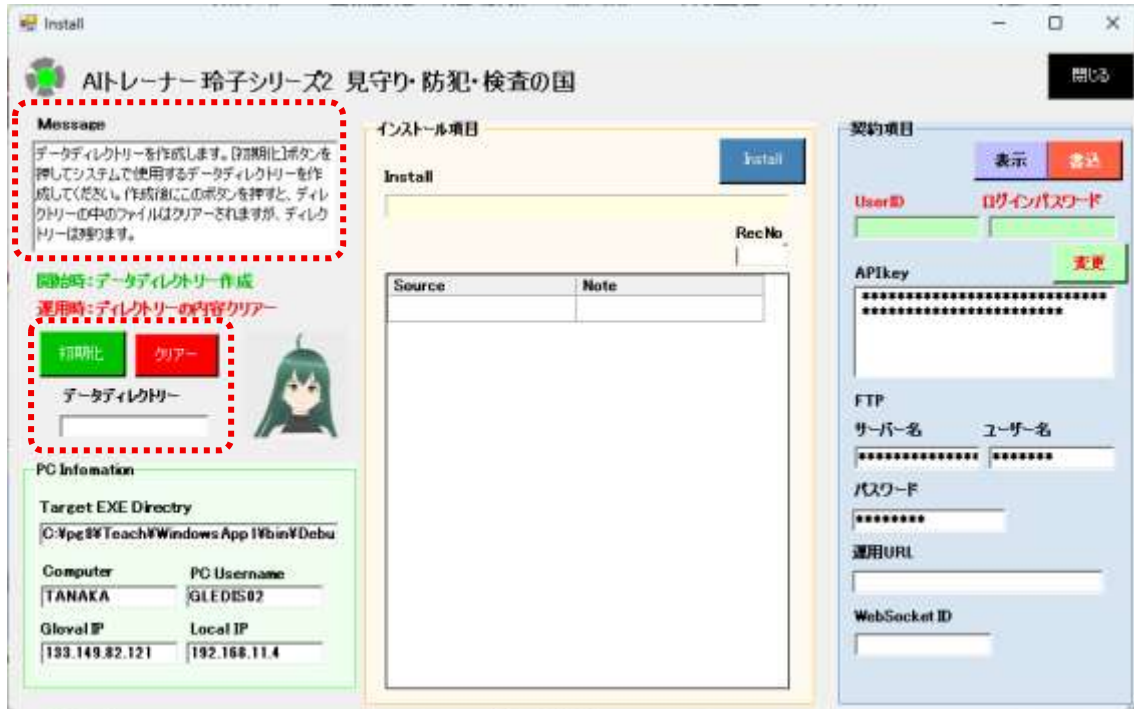 Install
AIトレーナー 玲子シリーズ2 見守り・防犯・検査の国
閉じる
Message
データディレクトリーを作成します。[初期化]ボタンを
押してシステムで使用するデータディレクトリーを作
成してください。作成後にこのボタンを押すと、ディレ
クトリーの中のファイルはクリアーされますが、ディレク
トリーは残ります。
開始時：データディレクトリー作成
運用時：ディレクトリーの内容クリアー
初期化
クリアー
データディレクトリー
PC Infomation
Target EXE Directry
C:¥pg8¥Teach¥WindowsApp1¥bin¥Debu
Computer PC Username
TANAKA GLEDIS02
Gloval IP Local IP
133.149.82.121 192.168.11.4
インストール項目
Install
Install
Rec No
Source Note
契約項目
表示 書込
UserID ログインパスワード
変更
APIkey
****************************
***********************
FTP
サーバー名 ユーザー名
************** *******
パスワード
********
運用URL
WebSocket ID